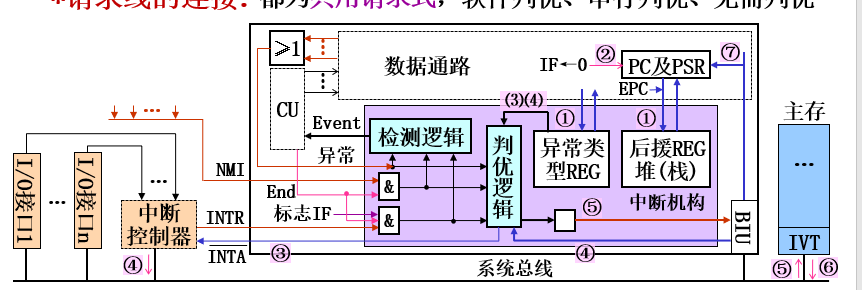 *请求线的连接：都为共用请求式，软件判优、串行判优、免面判优
≥1
数据通路
IF←0
②
PC及PSR
⑦
EPC
CU
(3)(4)
①
①
主存
Event
检测逻辑
判优逻辑
异常类型REG
后援REG堆(栈)
...
异常
NMI
&
End
I/O接口1
...
I/O接口n
...
中断控制器
INTR
标志IF
&
⑤
中断机构
BIU
IVT
④
INTA
③
④
系统总线
⑤
⑥